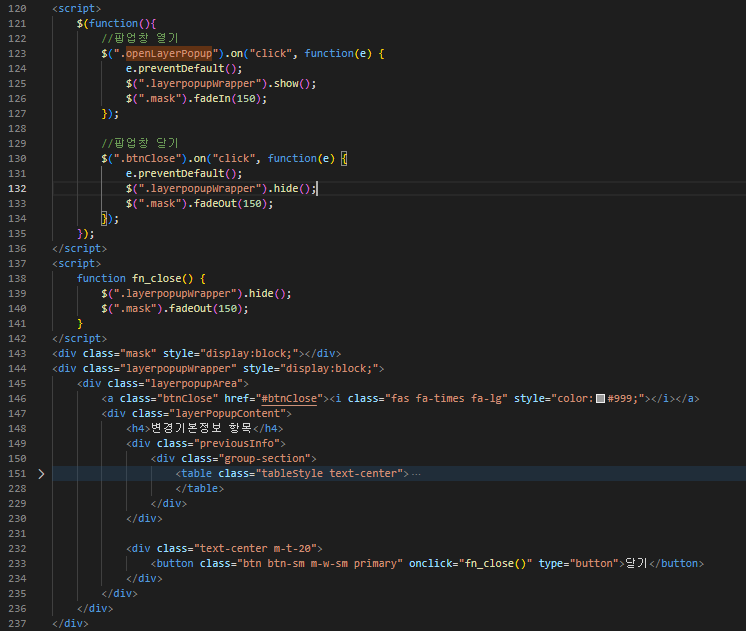 120 <script>
121 $(function(){
122 //팝업창 열기
123 $(".openLayerPopup").on("click", function(e) {
124 e.preventDefault();
125 $(".layerpopupWrapper").show();
126 $(".mask").fadeIn(150);
127 });
128
129 //팝업창 닫기
130 $(".btnClose").on("click", function(e) {
131 e.preventDefault();
132 $(".layerpopupWrapper").hide();
133 $(".mask").fadeOut(150);
134 });
135 });
136 </script>
137 <script>
138 function fn_close() {
139 $(".layerpopupWrapper").hide();
140 $(".mask").fadeOut(150);
141 }
142 </script>
143 <div class="mask" style="display:block;"></div>
144 <div class="layerpopupWrapper" style="display:block;">
145 <div class="layerpopupArea">
146 <a class="btnClose" href="#btnClose"><i class="fas fa-times fa-lg" style="color:#999;"></i></a>
147 <div class="layerPopupContent">
148 <h4>변경기본정보 항목</h4>
149 <div class="previousInfo">
150 <div class="group-section">
151 <table class="tableStyle text-center">…
228 </table>
229 </div>
230 </div>
231
232 <div class="text-center m-t-20">
233 <button class="btn btn-sm m-w-sm primary" onclick="fn_close()" type="button">닫기</button>
234 </div>
235 </div>
236 </div>
237 </div>